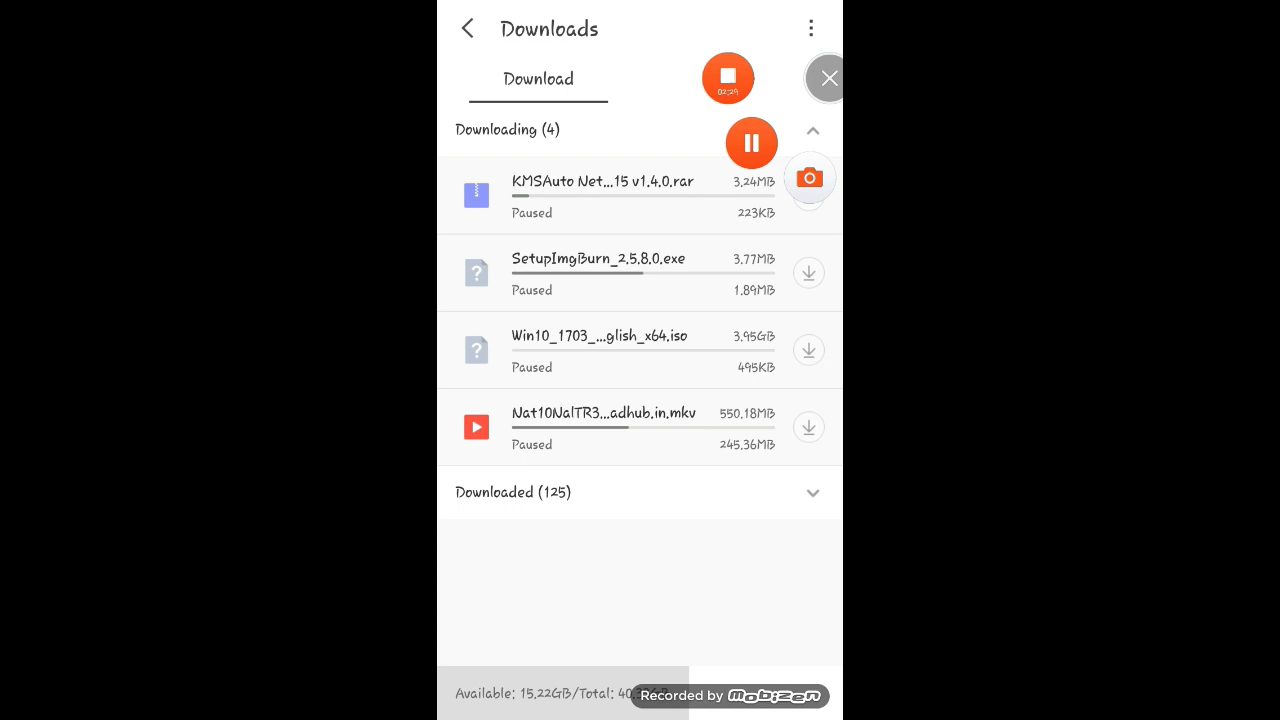 Downloads
Download
02:29
Downloading (4)
KMSAuto Net...15 v1.4.0.rar 3.24MB
Paused 223KB
SetupImgBurn_2.5.8.0.exe 3.77MB
Paused 1.89MB
Win10_1703_...glish_x64.iso 3.95GB
Paused 495KB
Nat10NalTR3...adhub.in.mkv 550.18MB
Paused 245.36MB
Downloaded (125)
Available: 15.22GB/Total:
Recorded by mobizen